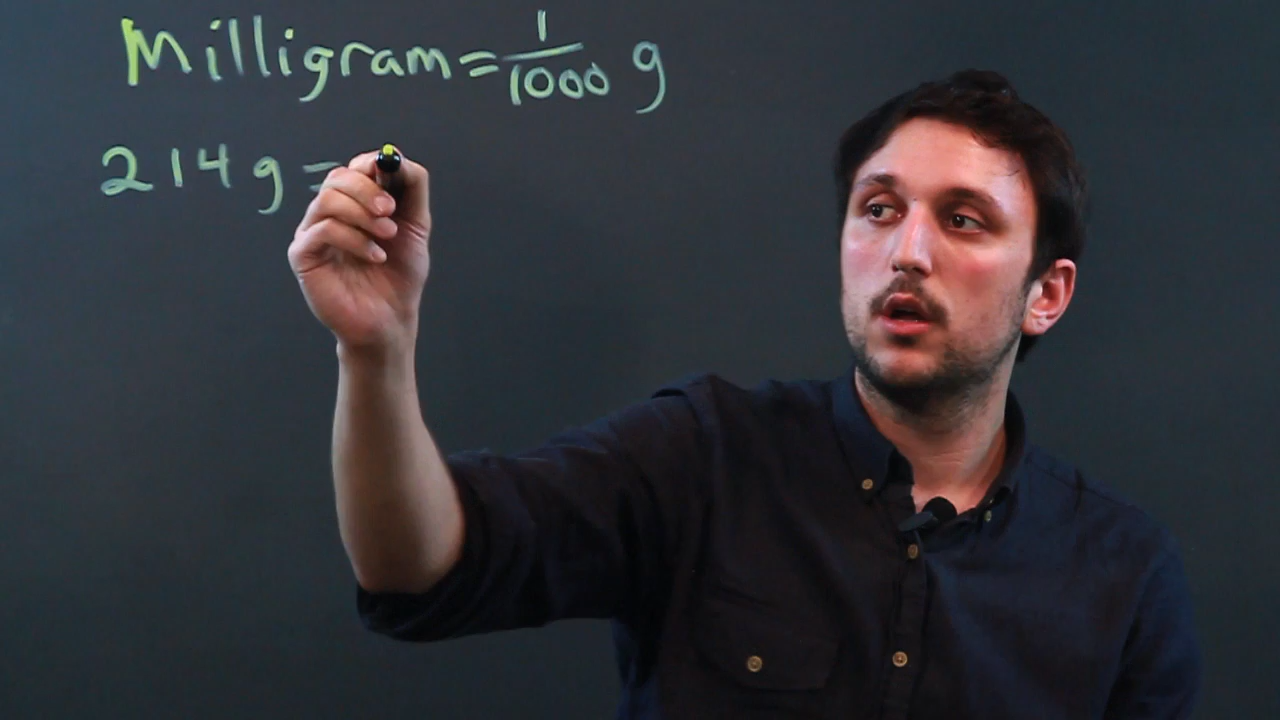 Milligram = 1/1000 g
214 g =